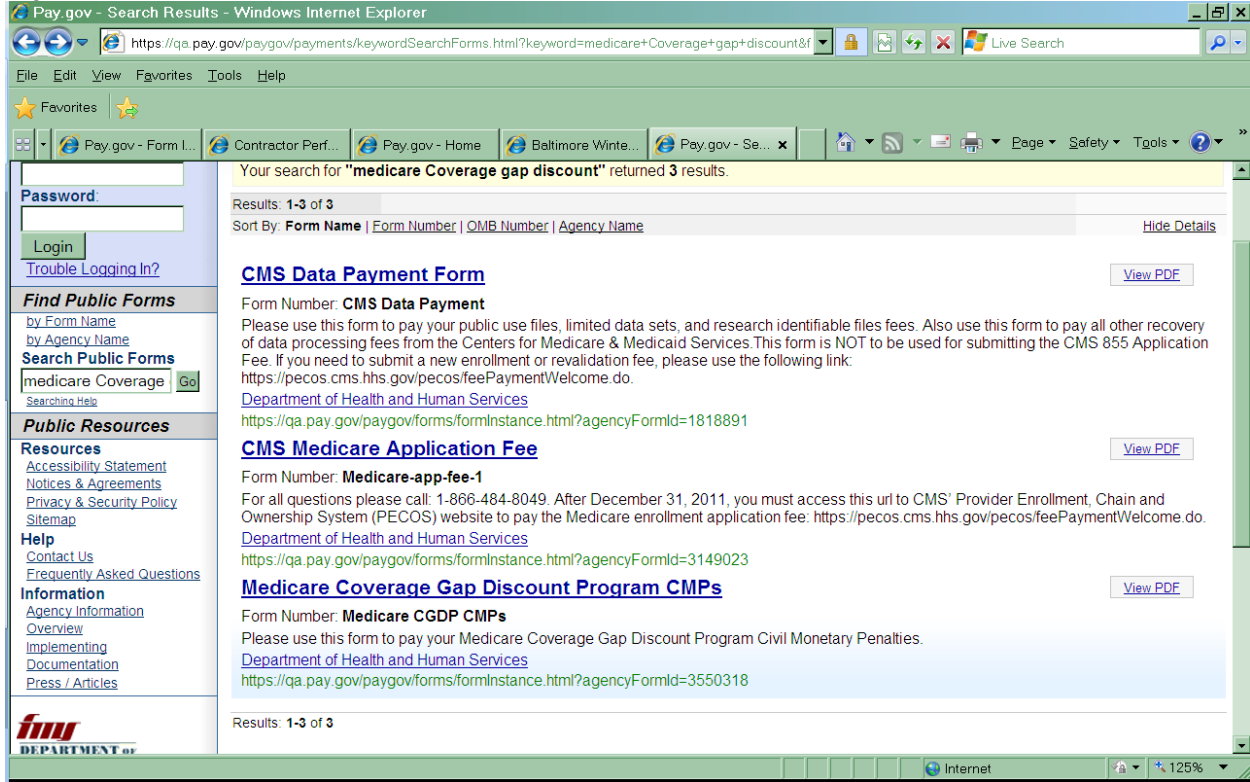 Pay.gov - Search Results - Windows Internet Explorer
https://qa.pay.gov/paygov/payments/keywordSearchForms.html?keyword=medicare+Coverage+gap+discount&f
Live Search
File Edit View Favorites Tools Help
Favorites
Pay.gov - Form I...
Contractor Perf...
Pay.gov - Home
Baltimore Winte...
Pay.gov - Se... x
Page Safety Tools »
Password:
Login
Trouble Logging In?
Find Public Forms
by Form Name
by Agency Name
Search Public Forms
medicare Coverage Go
Searching Help
Public Resources
Resources
Accessibility Statement
Notices & Agreements
Privacy & Security Policy
Sitemap
Help
Contact Us
Frequently Asked Questions
Information
Agency Information
Overview
Implementing
Documentation
Press / Articles
fms
DEPARTMENT OF
Your search for "medicare Coverage gap discount" returned 3 results.
Results: 1-3 of 3
Sort By: Form Name | Form Number | OMB Number | Agency Name
Hide Details
CMS Data Payment Form
View PDF
Form Number: CMS Data Payment
Please use this form to pay your public use files, limited data sets, and research identifiable files fees. Also use this form to pay all other recovery
of data processing fees from the Centers for Medicare & Medicaid Services.This form is NOT to be used for submitting the CMS 855 Application
Fee. If you need to submit a new enrollment or revalidation fee, please use the following link:
https://pecos.cms.hhs.gov/pecos/feePaymentWelcome.do.
Department of Health and Human Services
https://qa.pay.gov/paygov/forms/formInstance.html?agencyFormId=1818891
CMS Medicare Application Fee
View PDF
Form Number: Medicare-app-fee-1
For all questions please call: 1-866-484-8049. After December 31, 2011, you must access this url to CMS' Provider Enrollment, Chain and
Ownership System (PECOS) website to pay the Medicare enrollment application fee: https://pecos.cms.hhs.gov/pecos/feePaymentWelcome.do.
Department of Health and Human Services
https://qa.pay.gov/paygov/forms/formInstance.html?agencyFormId=3149023
Medicare Coverage Gap Discount Program CMPs
View PDF
Form Number: Medicare CGDP CMPs
Please use this form to pay your Medicare Coverage Gap Discount Program Civil Monetary Penalties.
Department of Health and Human Services
https://qa.pay.gov/paygov/forms/formInstance.html?agencyFormId=3550318
Results: 1-3 of 3
Internet
125%